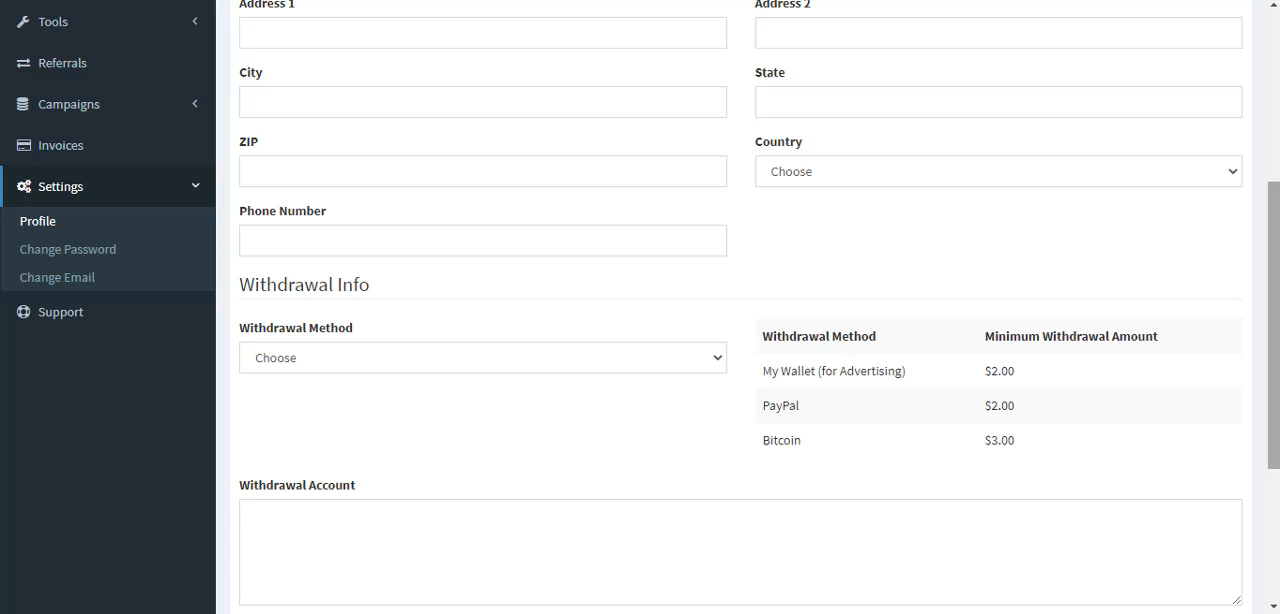 Tools
Referrals
Campaigns
Invoices
Settings
Profile
Change Password
Change Email
Support
Address 1
Address 2
City
State
ZIP
Country
Choose
Phone Number
Withdrawal Info
Withdrawal Method
Choose
Withdrawal Method Minimum Withdrawal Amount
My Wallet (for Advertising) $2.00
PayPal $2.00
Bitcoin $3.00
Withdrawal Account